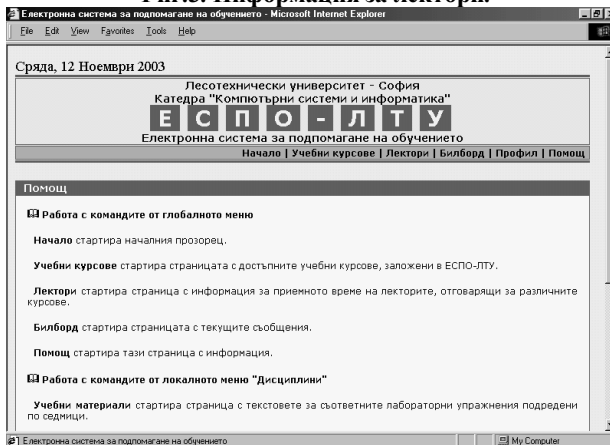 Фиг.3. Информация за лектори.
Електронна система за подпомагане на обучението - Microsoft Internet Explorer
File Edit View Favorites Tools Help
Сряда, 12 Ноември 2003
Лесотехнически университет - София
Катедра "Компютърни системи и информатика"
Е С П О - Л Т У
Електронна система за подпомагане на обучението
Начало | Учебни курсове | Лектори | Билборд | Профил | Помощ
Помощ
Работа с командите от глобалното меню
Начало стартира началния прозорец.
Учебни курсове стартира страницата с достъпните учебни курсове, заложени в ЕСПО-ЛТУ.
Лектори стартира страница с информация за приемното време на лекторите, отговарящи за различните
курсове.
Билборд стартира страницата с текущите съобщения.
Помощ стартира тази страница с информация.
Работа с командите от локалното меню "Дисциплини"
Учебни материали стартира страница с текстовете за съответните лабораторни упражнения подредени
по седмици.
Електронна система за подпомагане на обучението
My Computer